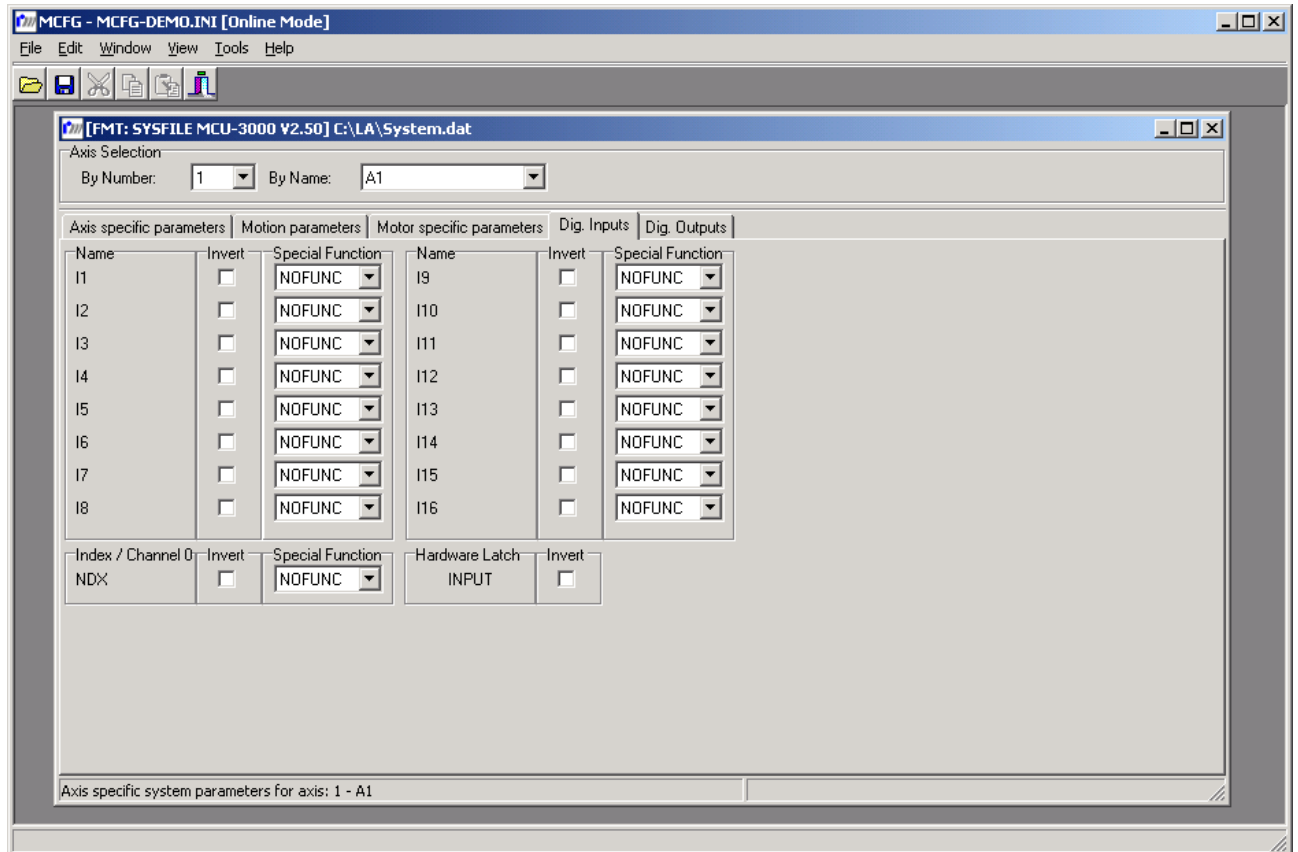 MCFG - MCFG-DEMO.INI [Online Mode]
File Edit Window View Tools Help
[FMT: SYSFILE MCU-3000 V2.50] C:\LA\System.dat
Axis Selection
By Number: 1 By Name: A1
Axis specific parameters Motion parameters Motor specific parameters Dig. Inputs Dig. Outputs
Name Invert Special Function Name Invert Special Function
I1 NOFUNC I9 NOFUNC
I2 NOFUNC I10 NOFUNC
I3 NOFUNC I11 NOFUNC
I4 NOFUNC I12 NOFUNC
I5 NOFUNC I13 NOFUNC
I6 NOFUNC I14 NOFUNC
I7 NOFUNC I15 NOFUNC
I8 NOFUNC I16 NOFUNC
Index / Channel 0 Invert Special Function Hardware Latch Invert
NDX NOFUNC INPUT
Axis specific system parameters for axis: 1 - A1